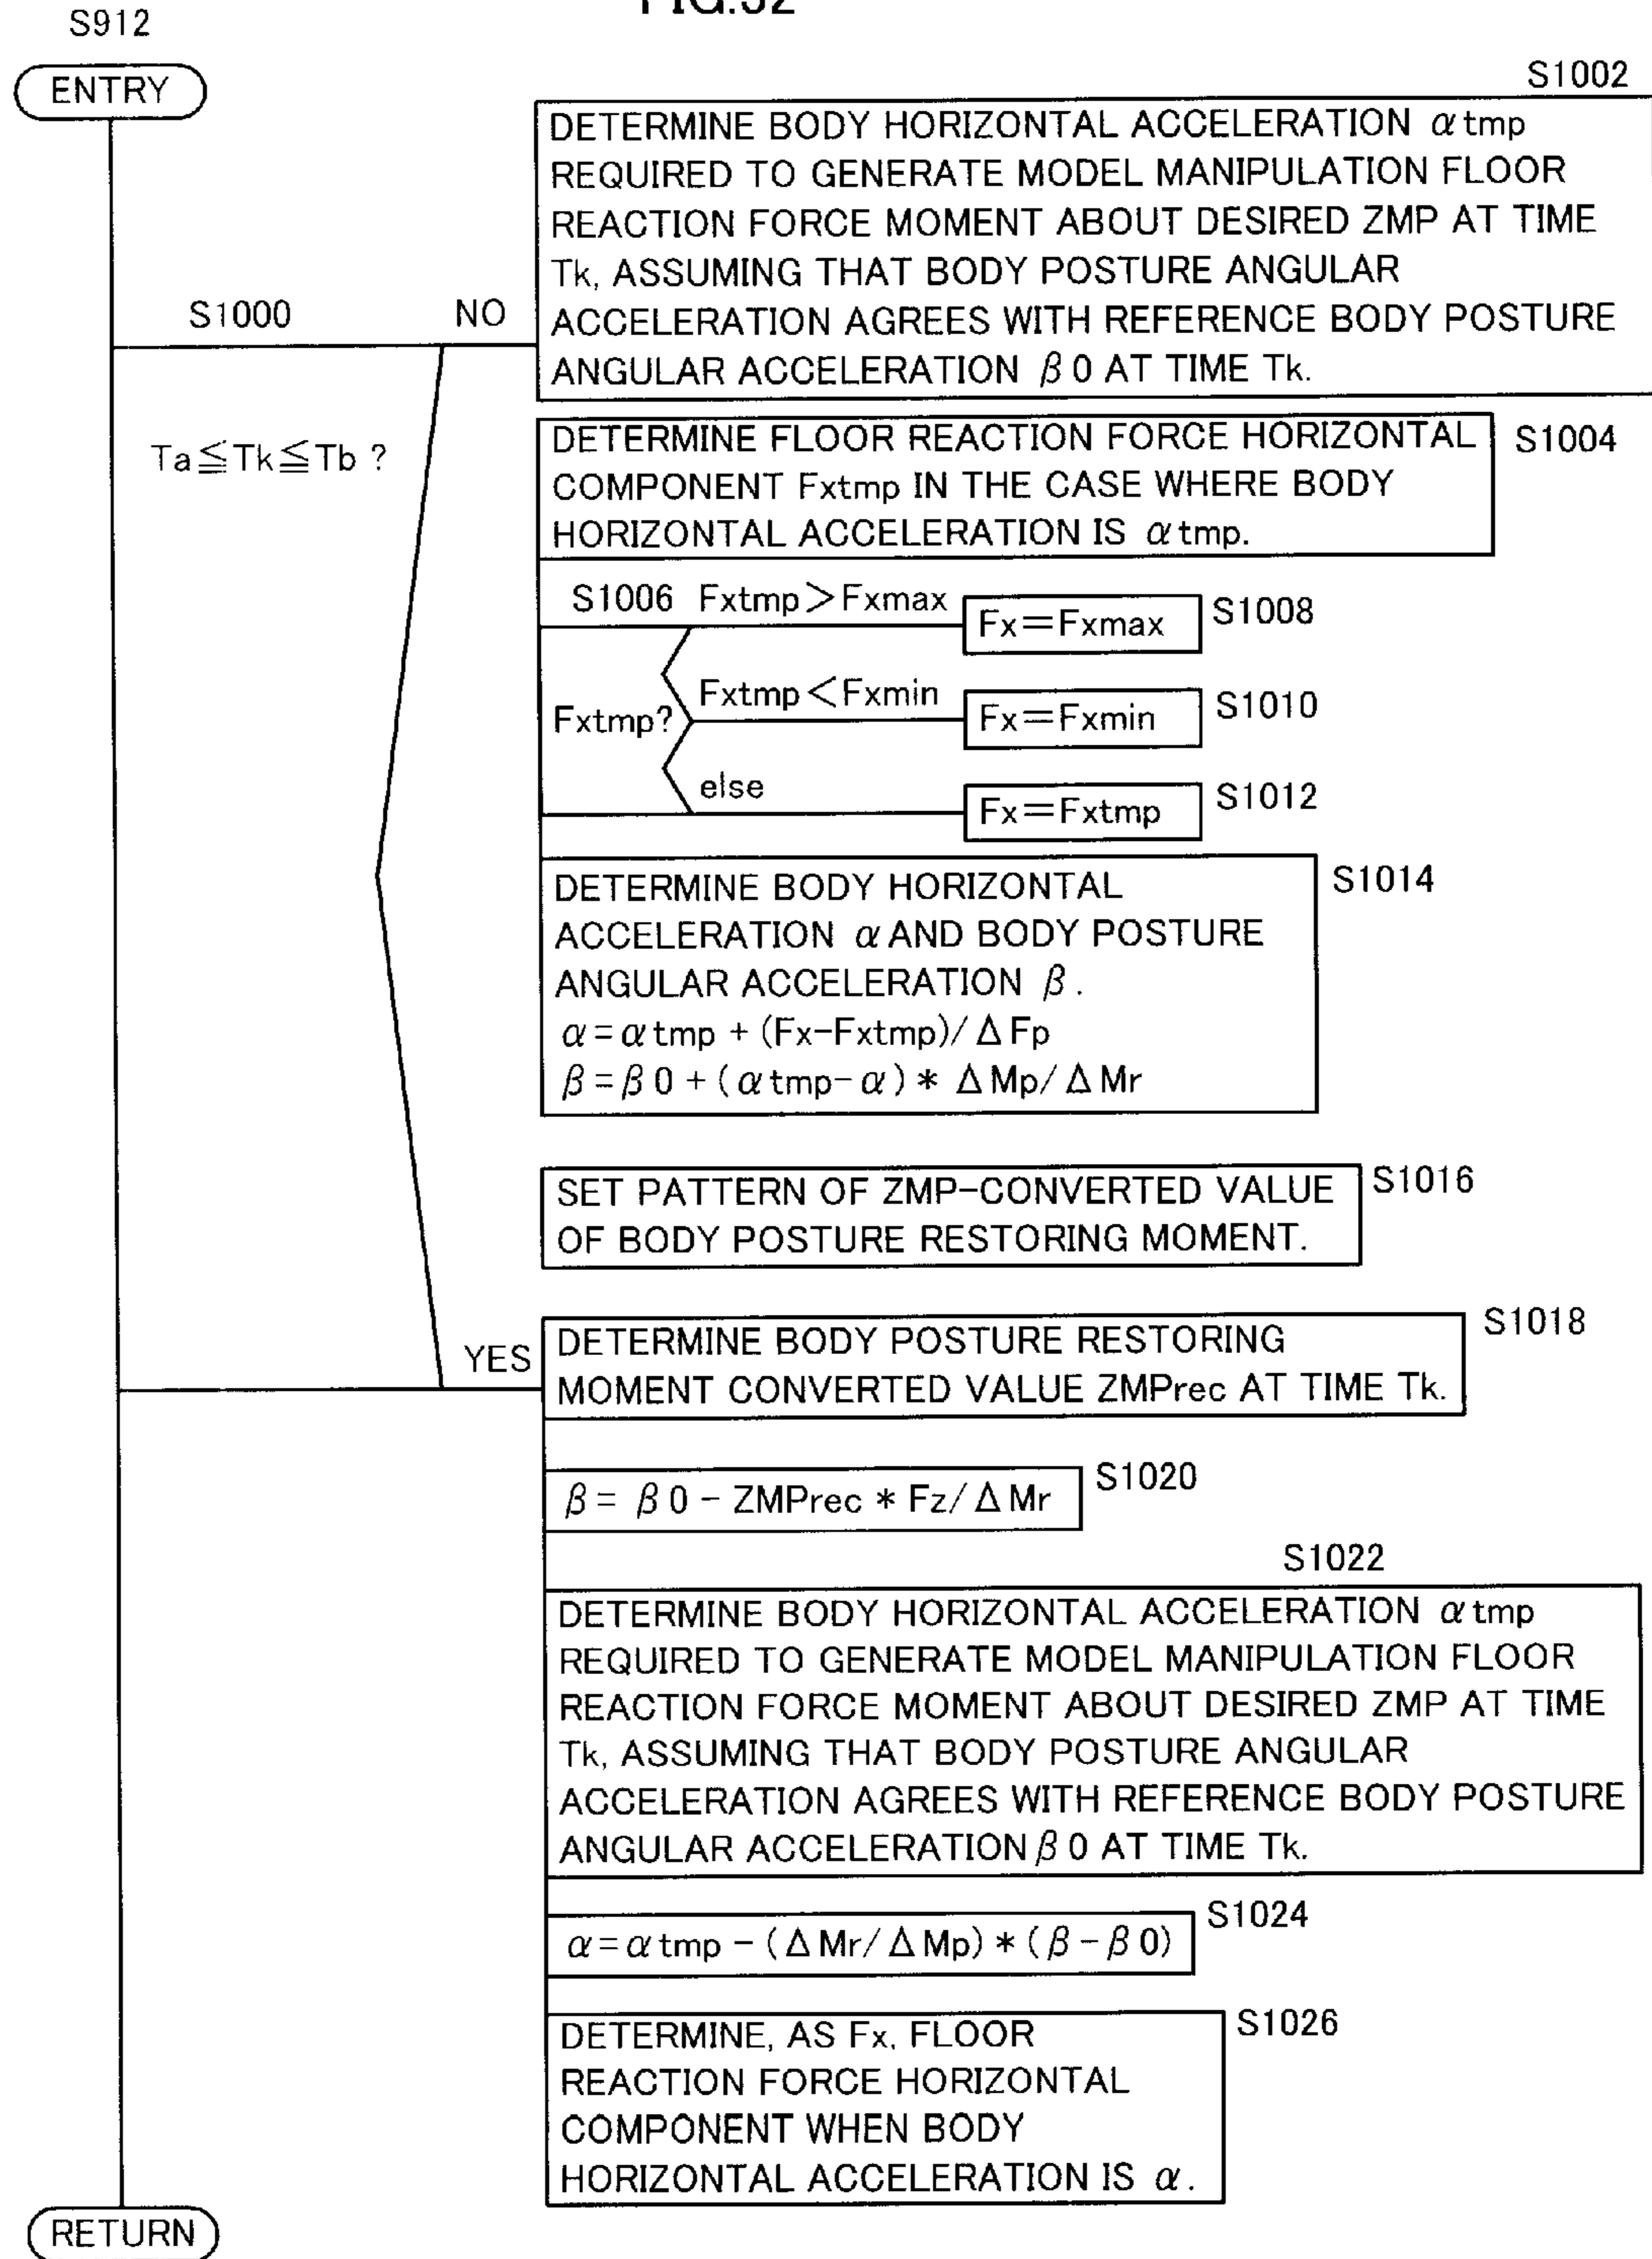 FIG.32
S912
ENTRY
S1002
DETERMINE BODY HORIZONTAL ACCELERATION αtmp
REQUIRED TO GENERATE MODEL MANIPULATION FLOOR
REACTION FORCE MOMENT ABOUT DESIRED ZMP AT TIME
Tk, ASSUMING THAT BODY POSTURE ANGULAR
ACCELERATION AGREES WITH REFERENCE BODY POSTURE
ANGULAR ACCELERATION β0 AT TIME Tk.
S1000
NO
Ta≦Tk≦Tb ?
DETERMINE FLOOR REACTION FORCE HORIZONTAL
COMPONENT Fxtmp IN THE CASE WHERE BODY
HORIZONTAL ACCELERATION IS αtmp.
S1004
S1006 Fxtmp>Fxmax
Fx=Fxmax
S1008
Fxtmp?
Fxtmp<Fxmin
Fx=Fxmin
S1010
else
Fx=Fxtmp
S1012
DETERMINE BODY HORIZONTAL
ACCELERATION α AND BODY POSTURE
ANGULAR ACCELERATION β.
α=αtmp + (Fx-Fxtmp)/ΔFp
β=β0 + (αtmp-α) * ΔMp/ΔMr
S1014
SET PATTERN OF ZMP-CONVERTED VALUE
OF BODY POSTURE RESTORING MOMENT.
S1016
YES
DETERMINE BODY POSTURE RESTORING
MOMENT CONVERTED VALUE ZMPrec AT TIME Tk.
S1018
β= β0 - ZMPrec * Fz/ΔMr
S1020
S1022
DETERMINE BODY HORIZONTAL ACCELERATION αtmp
REQUIRED TO GENERATE MODEL MANIPULATION FLOOR
REACTION FORCE MOMENT ABOUT DESIRED ZMP AT TIME
Tk, ASSUMING THAT BODY POSTURE ANGULAR
ACCELERATION AGREES WITH REFERENCE BODY POSTURE
ANGULAR ACCELERATION β0 AT TIME Tk.
α=αtmp - (ΔMr/ΔMp) * (β-β0)
S1024
DETERMINE, AS Fx, FLOOR
REACTION FORCE HORIZONTAL
COMPONENT WHEN BODY
HORIZONTAL ACCELERATION IS α.
S1026
RETURN